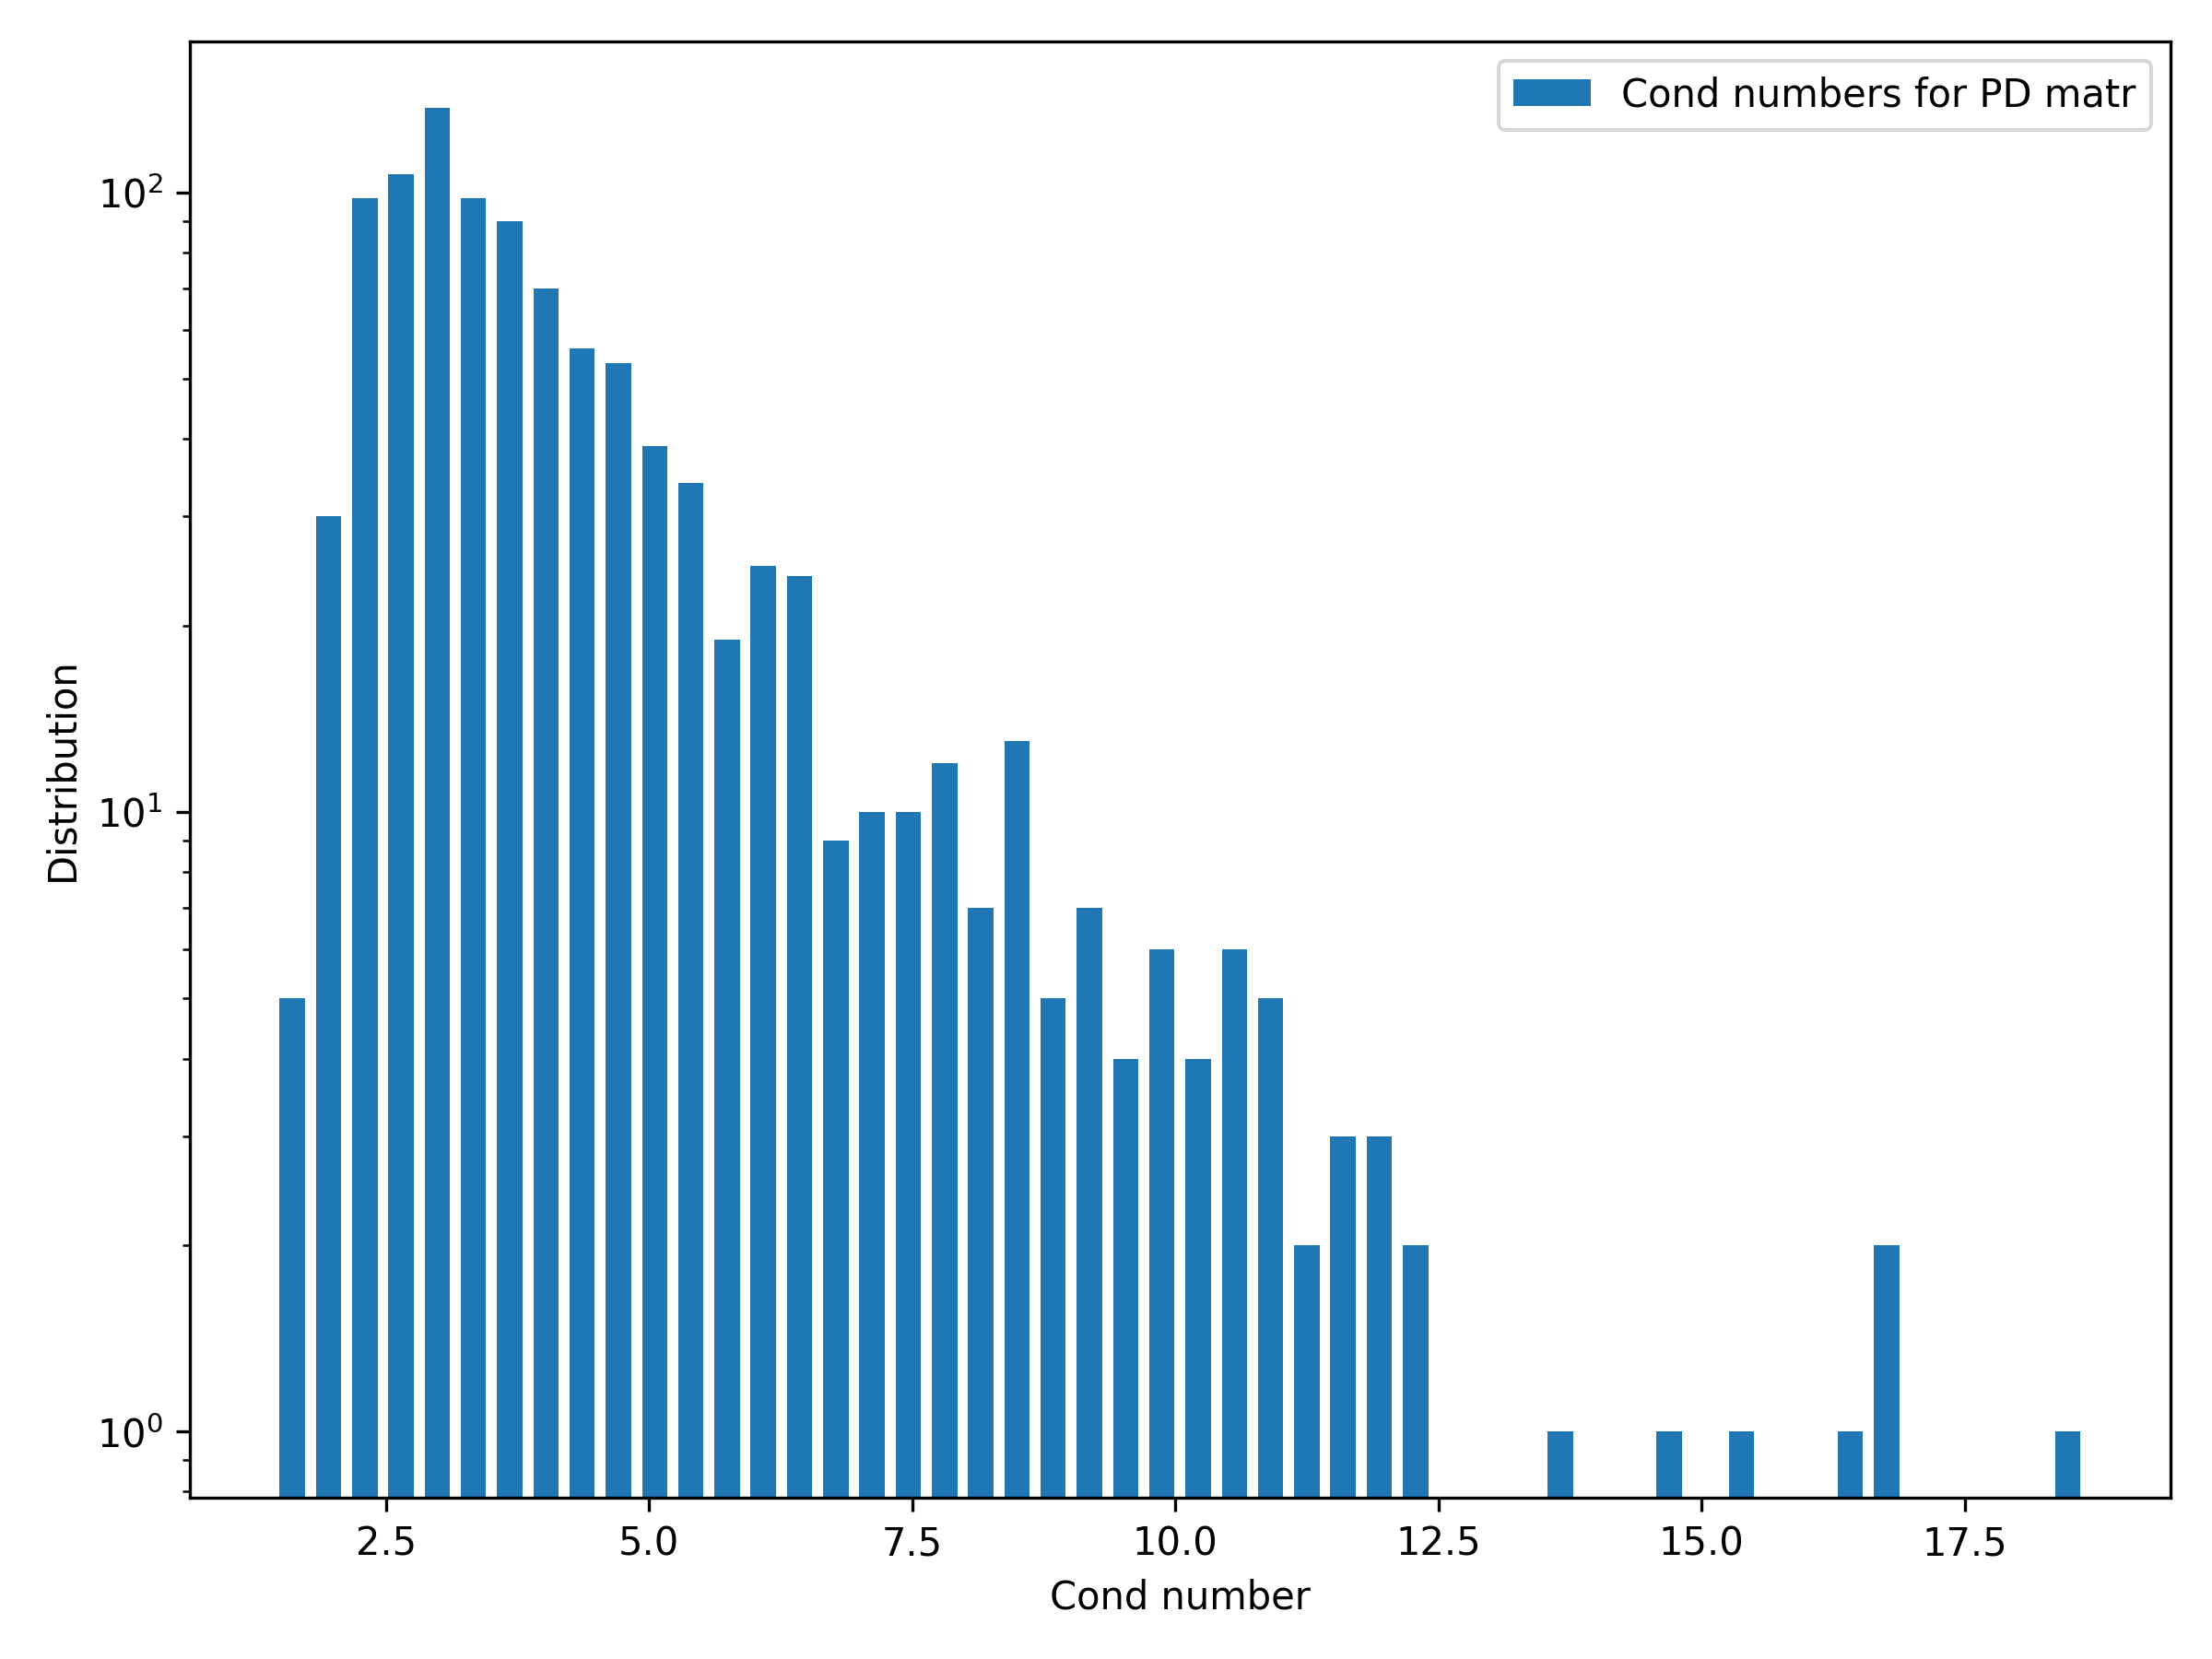 Cond numbers for PD matr
Distribution
10²
10¹
10⁰
2.5 5.0 7.5 10.0 12.5 15.0 17.5
Cond number